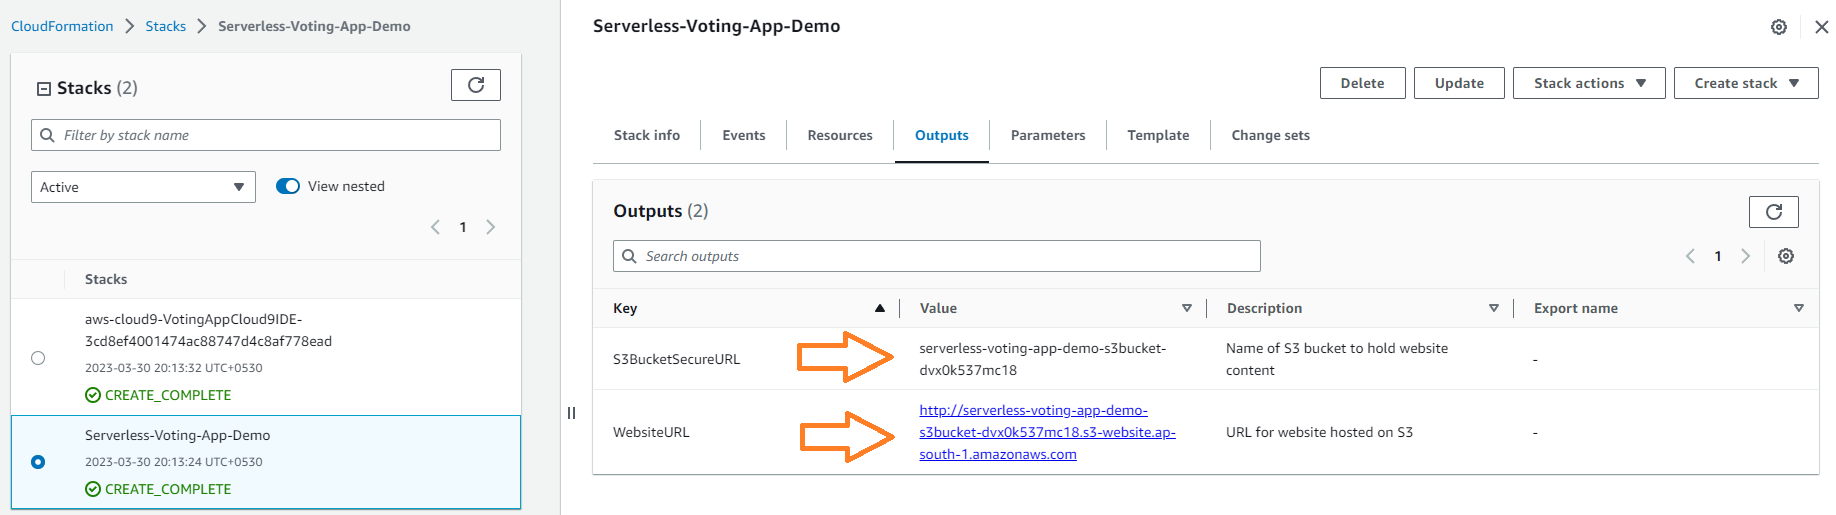 CloudFormation > Stacks > Serverless-Voting-App-Demo
Stacks (2)
Filter by stack name
Active
View nested
1
Stacks
aws-cloud9-VotingAppCloud9IDE-
3cd8ef4001474ac88747d4c8af778ead
2023-03-30 20:13:32 UTC+0530
CREATE_COMPLETE
Serverless-Voting-App-Demo
2023-03-30 20:13:24 UTC+0530
CREATE_COMPLETE
Serverless-Voting-App-Demo
Delete Update Stack actions Create stack
Stack info Events Resources Outputs Parameters Template Change sets
Outputs (2)
Search outputs
1
Key Value Description Export name
S3BucketSecureURL
serverless-voting-app-demo-s3bucket-
dvx0k537mc18
Name of S3 bucket to hold website
content
-
WebsiteURL
http://serverless-voting-app-demo-
s3bucket-dvx0k537mc18.s3-website.ap-
south-1.amazonaws.com
URL for website hosted on S3
-